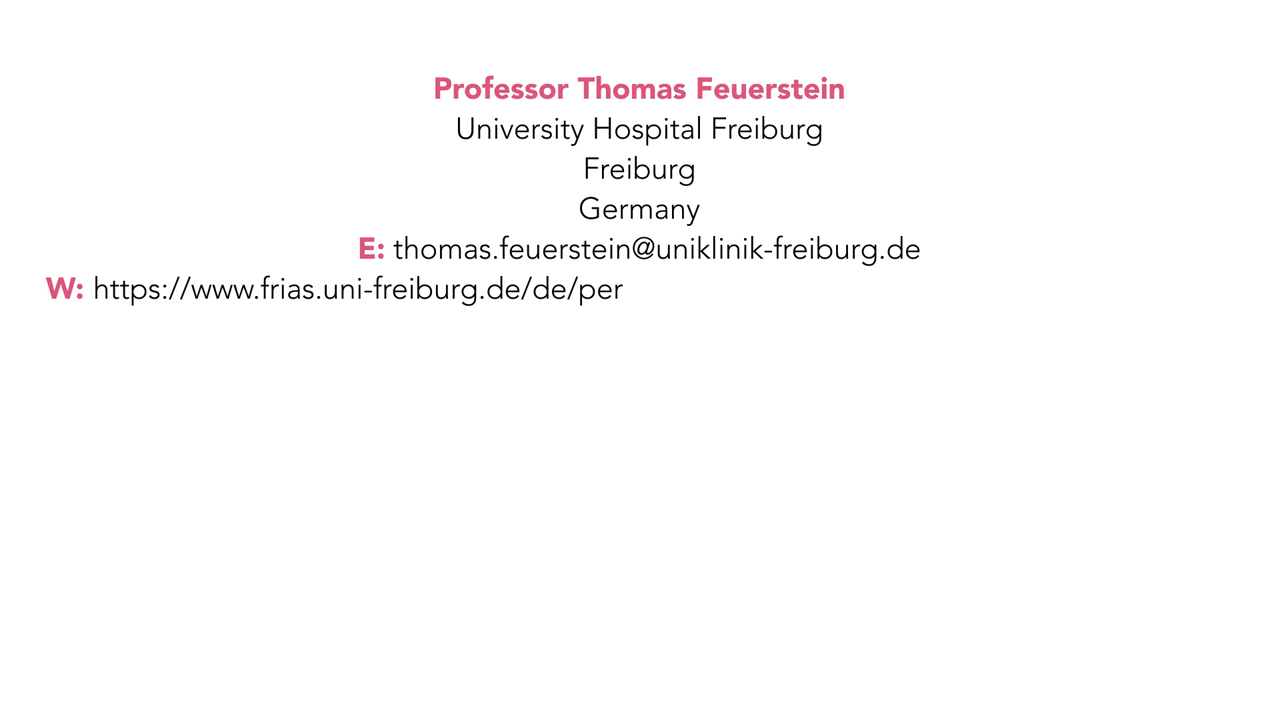 Professor Thomas Feuerstein
University Hospital Freiburg
Freiburg
Germany
E: thomas.feuerstein@uniklinik-freiburg.de
W: https://www.frias.uni-freiburg.de/de/per